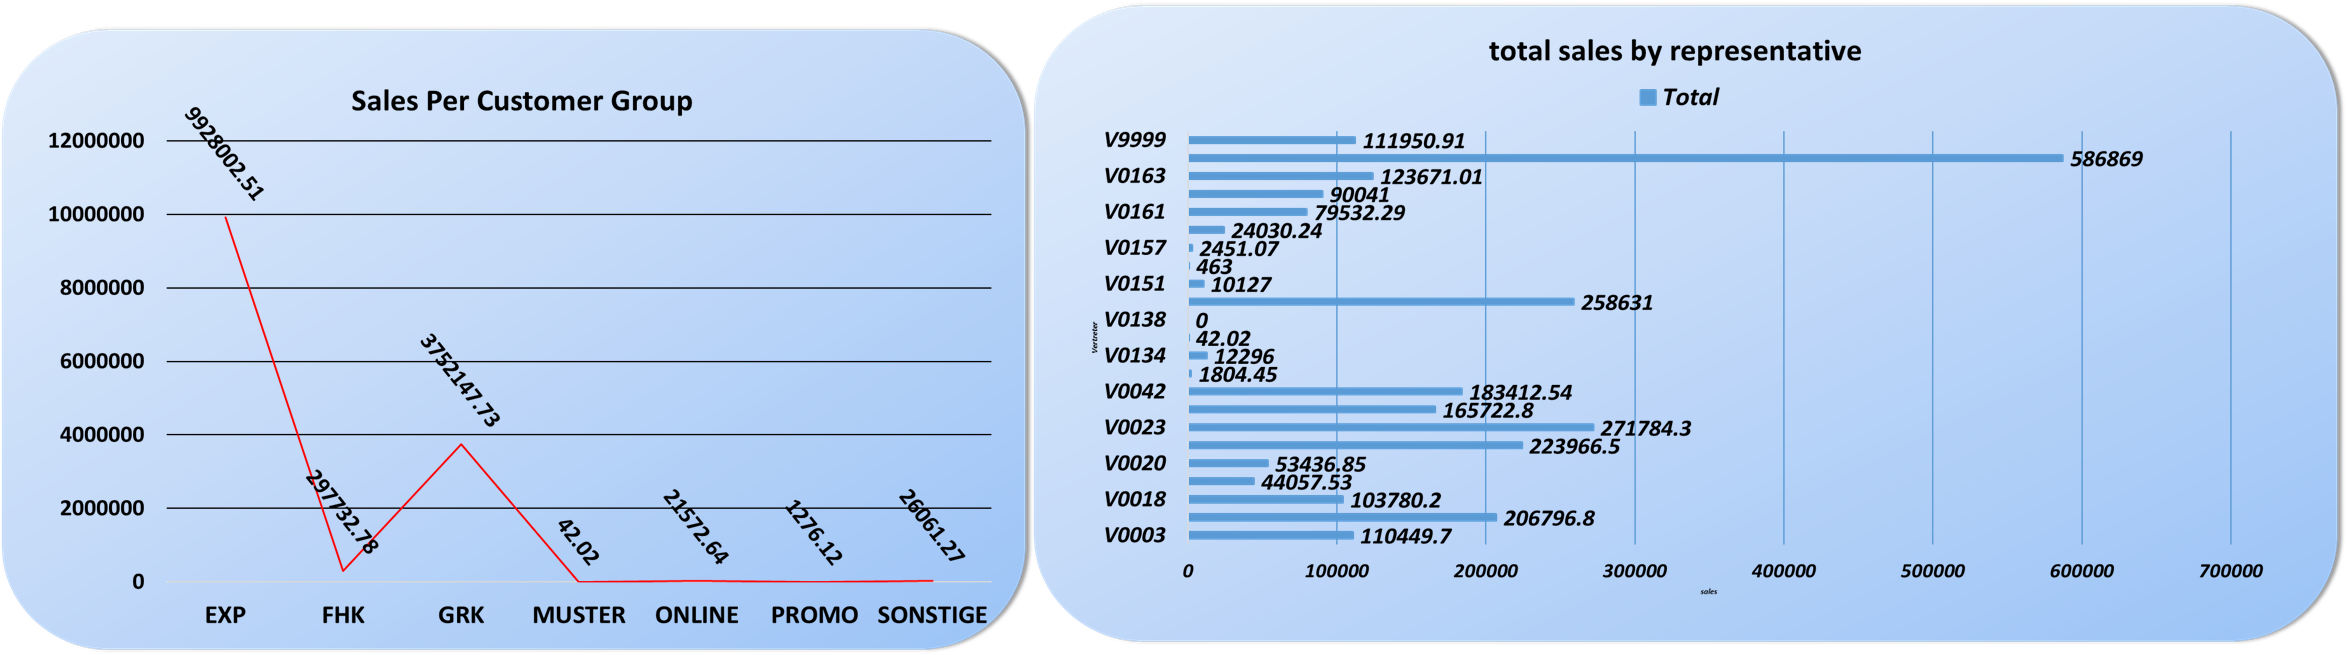 Sales Per Customer Group
12000000
10000000
8000000
6000000
4000000
2000000
0
9928002.51
297732.78
3752147.73
42.02
21572.64
1276.12
26061.27
EXP FHK GRK MUSTER ONLINE PROMO SONSTIGE
total sales by representative
Total
Vertreter
V9999 111950.91
586869
V0163 123671.01
90041
V0161 79532.29
24030.24
V0157 2451.07
463
V0151 10127
258631
V0138 0
42.02
V0134 12296
1804.45
V0042 183412.54
165722.8
V0023 271784.3
223966.5
V0020 53436.85
44057.53
V0018 103780.2
206796.8
V0003 110449.7
0 100000 200000 300000 400000 500000 600000 700000
sales